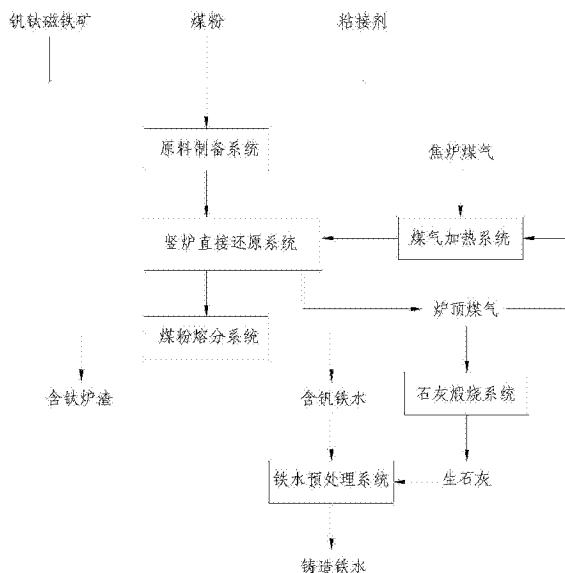 钒钛磁铁矿
煤粉
粘接剂
原料制备系统
焦炉煤气
竖炉直接还原系统
煤气加热系统
炉顶煤气
煤粉熔分系统
含钛炉渣
含钒铁水
石灰煅烧系统
铁水预处理系统
生石灰
铸造铁水